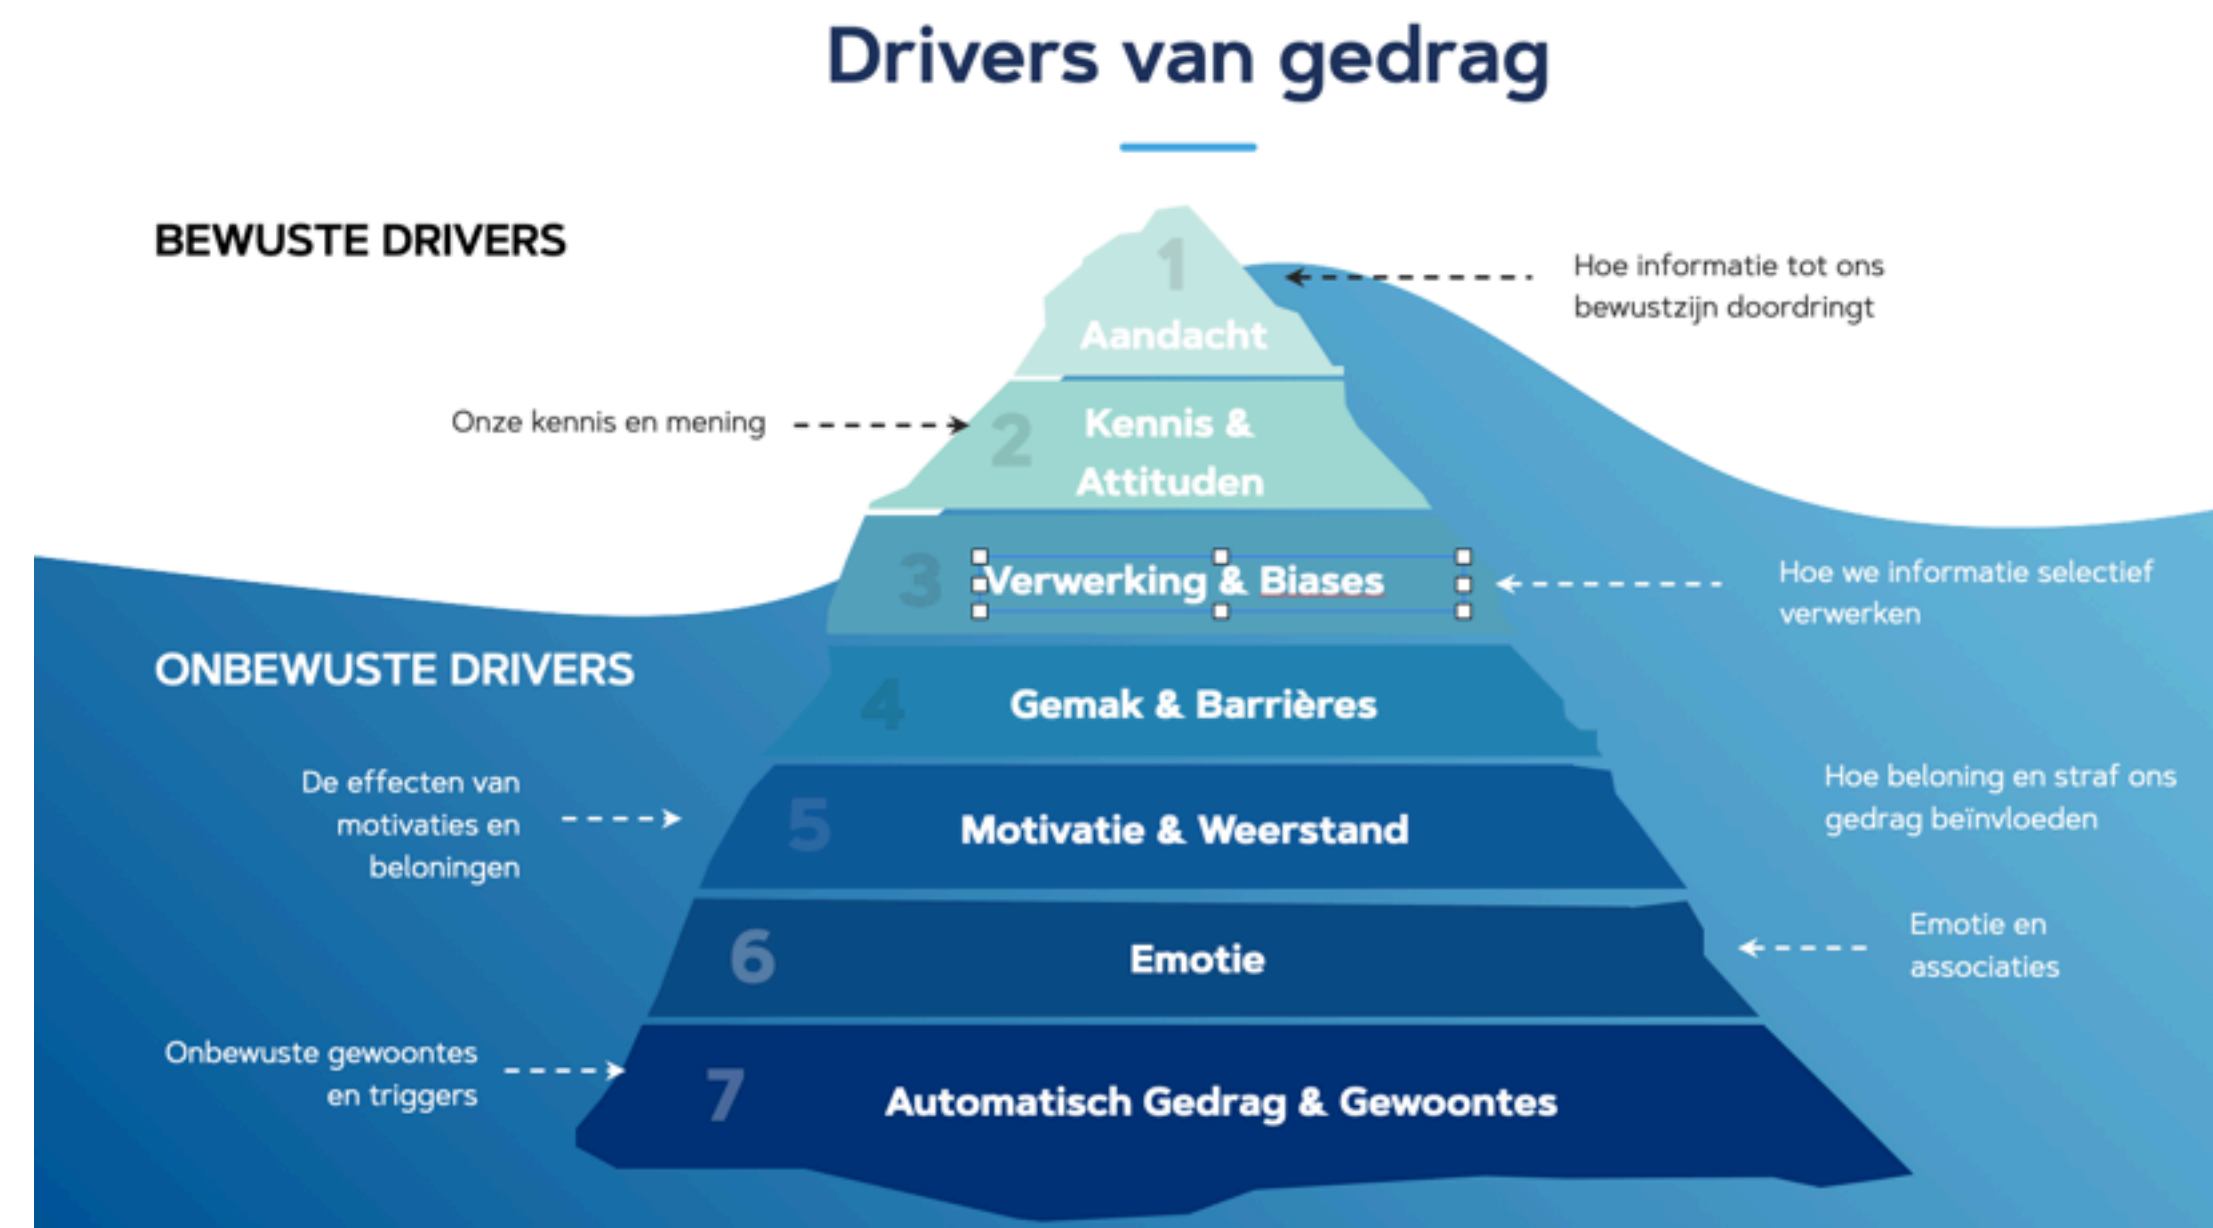 Drivers van gedrag
BEWUSTE DRIVERS
1
Aandacht
Hoe informatie tot ons
bewustzijn doordringt
Onze kennis en mening
2
Kennis &
Attituden
3
Verwerking & Biases
Hoe we informatie selectief
verwerken
ONBEWUSTE DRIVERS
4
Gemak & Barrières
De effecten van
motivaties en
beloningen
5
Motivatie & Weerstand
Hoe beloning en straf ons
gedrag beïnvloeden
6
Emotie
Emotie en
associaties
Onbewuste gewoontes
en triggers
7
Automatisch Gedrag & Gewoontes